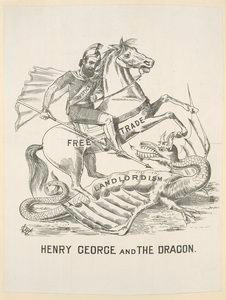 FREE TRADE
LANDLORDISM
HENRY GEORGE AND THE DRAGON.